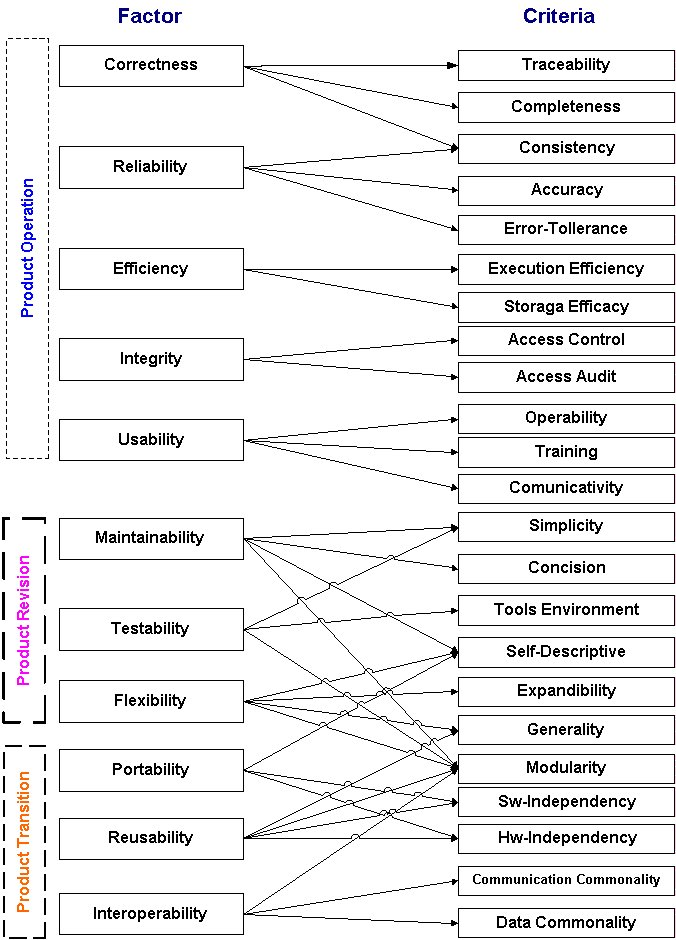 Factor
Criteria
Product Operation
Correctness
Reliability
Efficiency
Integrity
Usability
Product Revision
Maintainability
Testability
Flexibility
Product Transition
Portability
Reusability
Interoperability
Traceability
Completeness
Consistency
Accuracy
Error-Tollerance
Execution Efficiency
Storaga Efficacy
Access Control
Access Audit
Operability
Training
Comunicativity
Simplicity
Concision
Tools Environment
Self-Descriptive
Expandibility
Generality
Modularity
Sw-Independency
Hw-Independency
Communication Commonality
Data Commonality